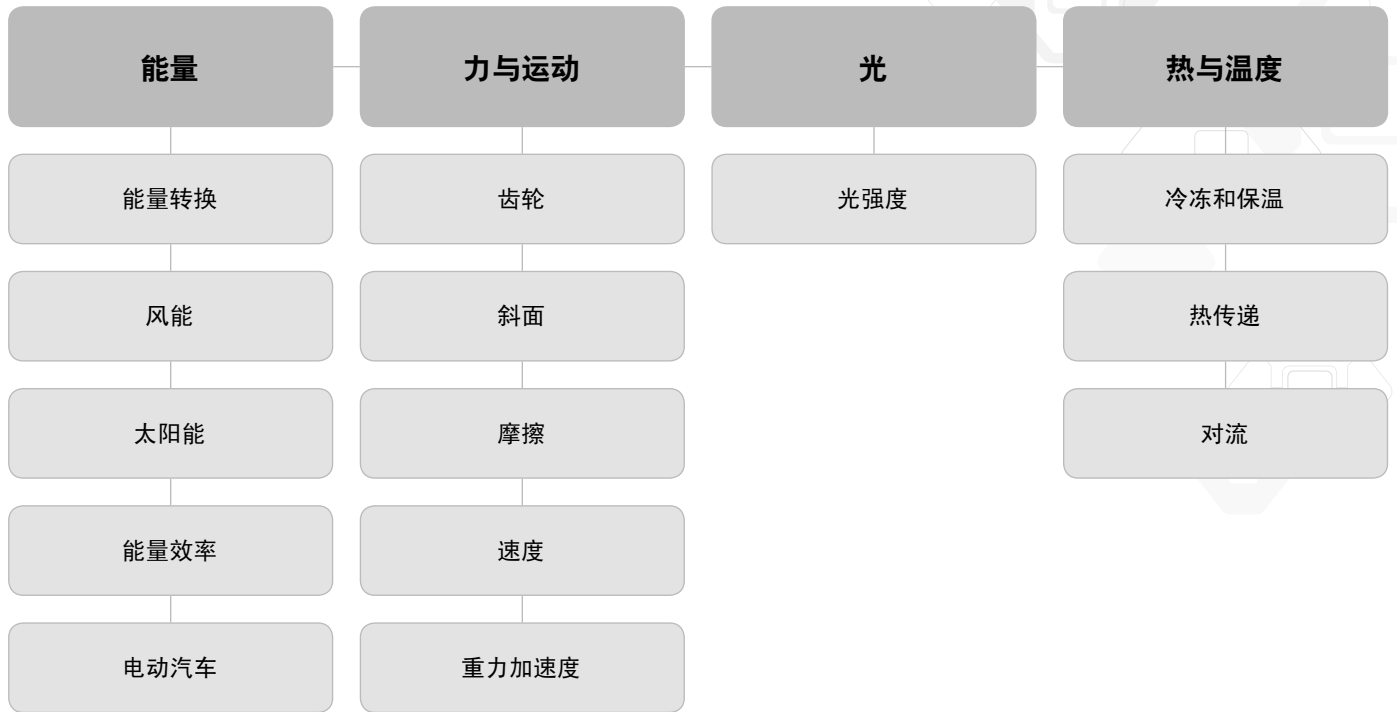 能量
能量转换
风能
太阳能
能量效率
电动汽车
力与运动
齿轮
斜面
摩擦
速度
重力加速度
光
光强度
热与温度
冷冻和保温
热传递
对流